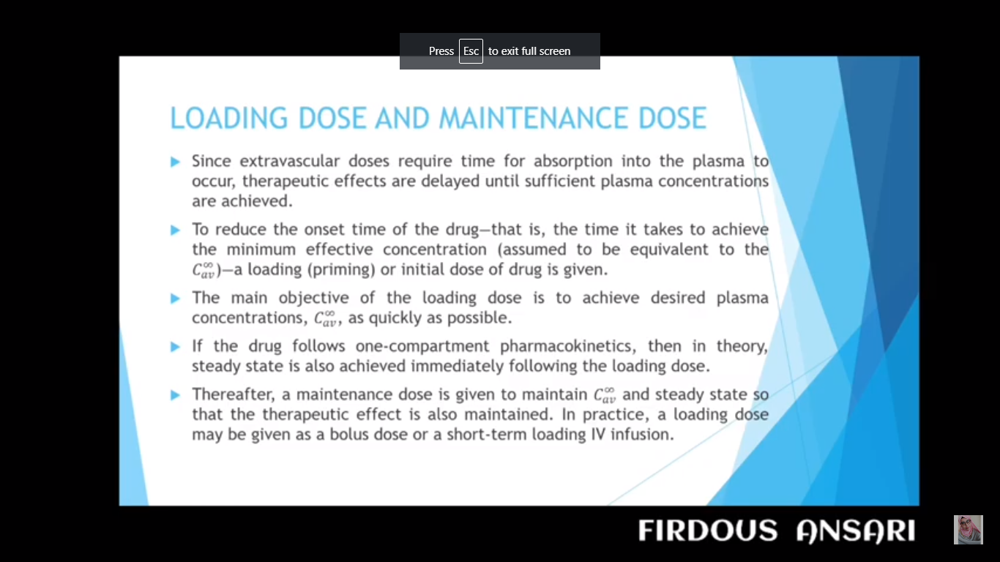 Press Esc to exit full screen
LOADING DOSE AND MAINTENANCE DOSE
Since extravascular doses require time for absorption into the plasma to
occur, therapeutic effects are delayed until sufficient plasma concentrations
are achieved.
To reduce the onset time of the drug—that is, the time it takes to achieve
the minimum effective concentration (assumed to be equivalent to the
C∞av)—a loading (priming) or initial dose of drug is given.
The main objective of the loading dose is to achieve desired plasma
concentrations, C∞av, as quickly as possible.
If the drug follows one-compartment pharmacokinetics, then in theory,
steady state is also achieved immediately following the loading dose.
Thereafter, a maintenance dose is given to maintain C∞av and steady state so
that the therapeutic effect is also maintained. In practice, a loading dose
may be given as a bolus dose or a short-term loading IV infusion.
FIRDOUS ANSARI